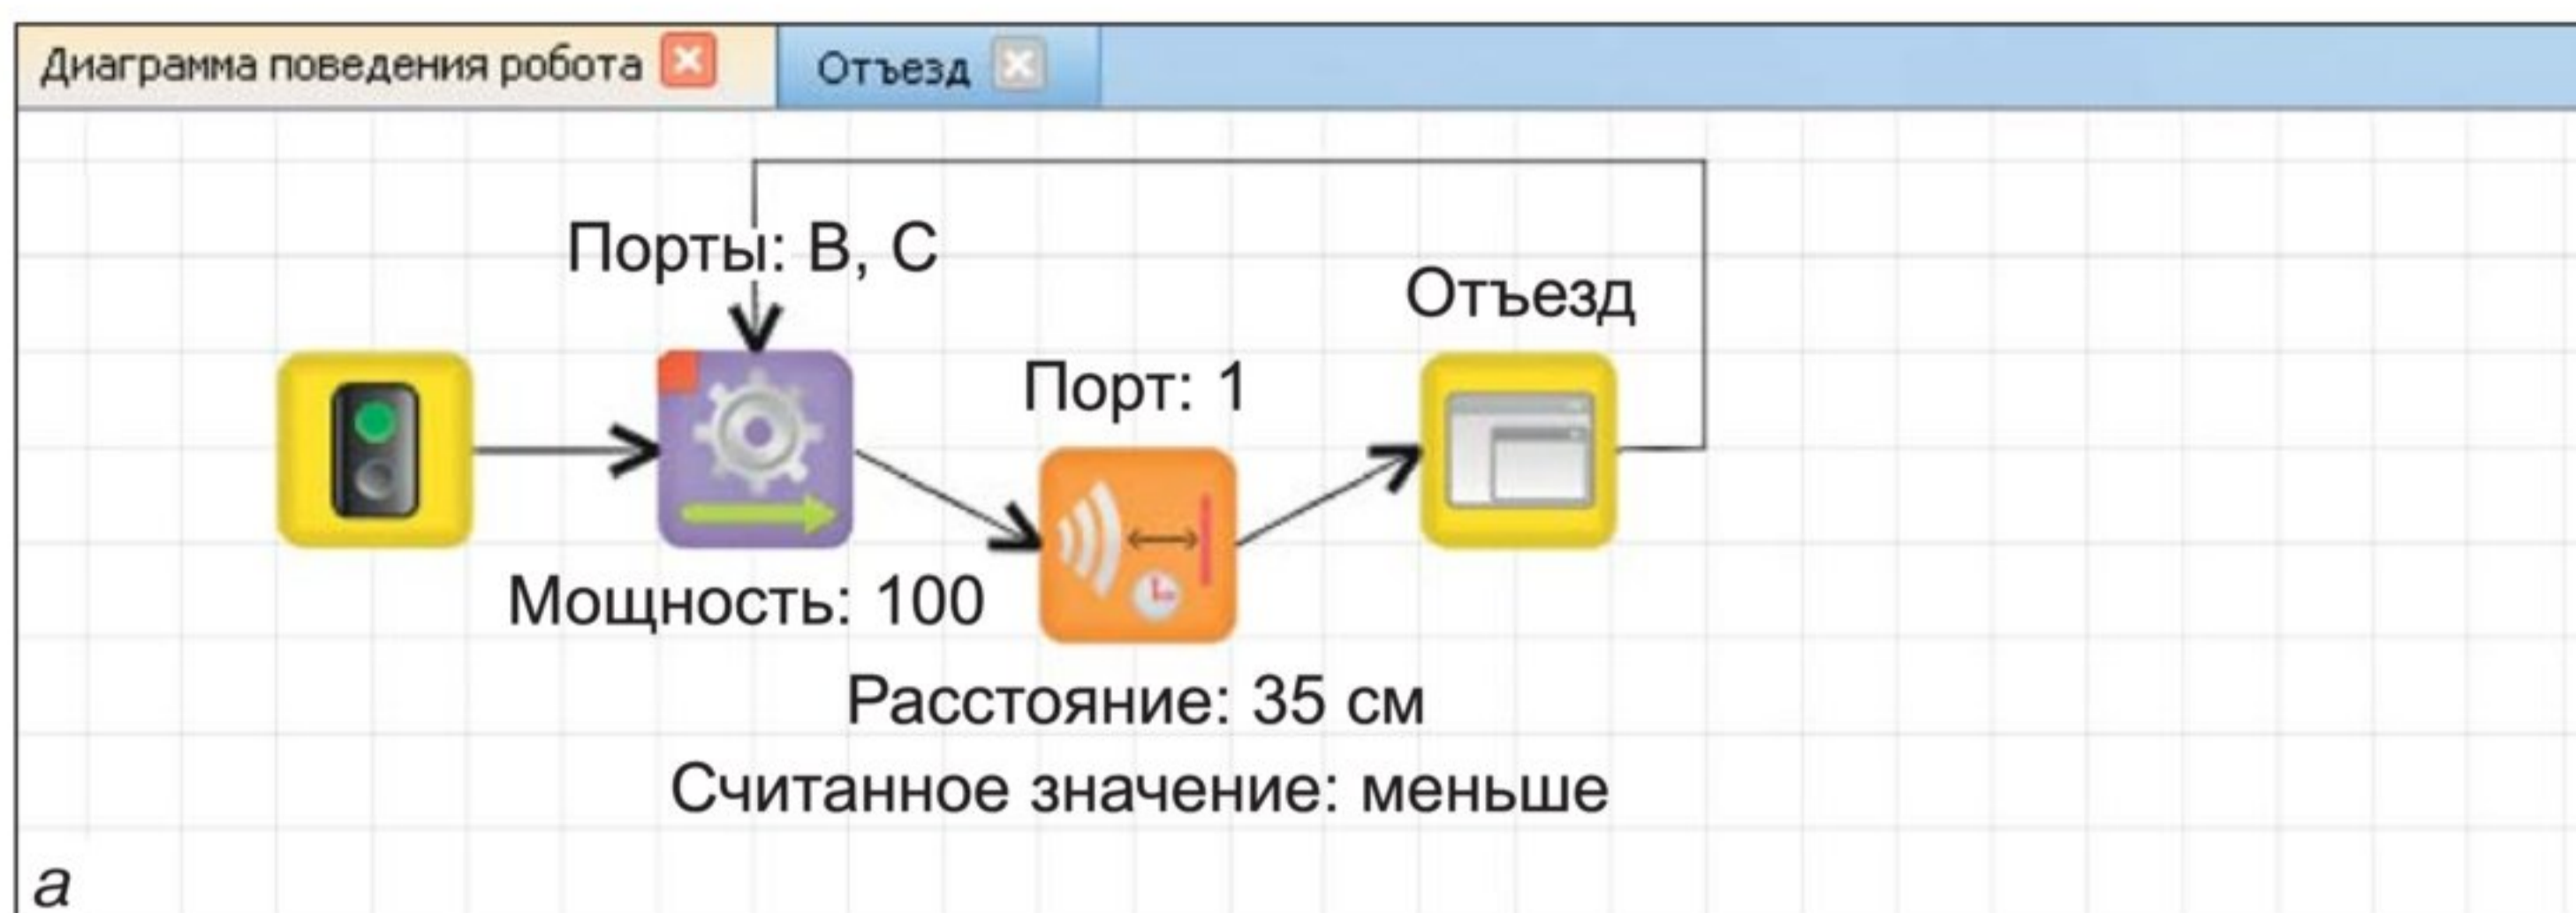 Диаграмма поведения робота
Отъезд
Порты: B, C
Отъезд
Порт: 1
Мощность: 100
Расстояние: 35 см
Считанное значение: меньше
а